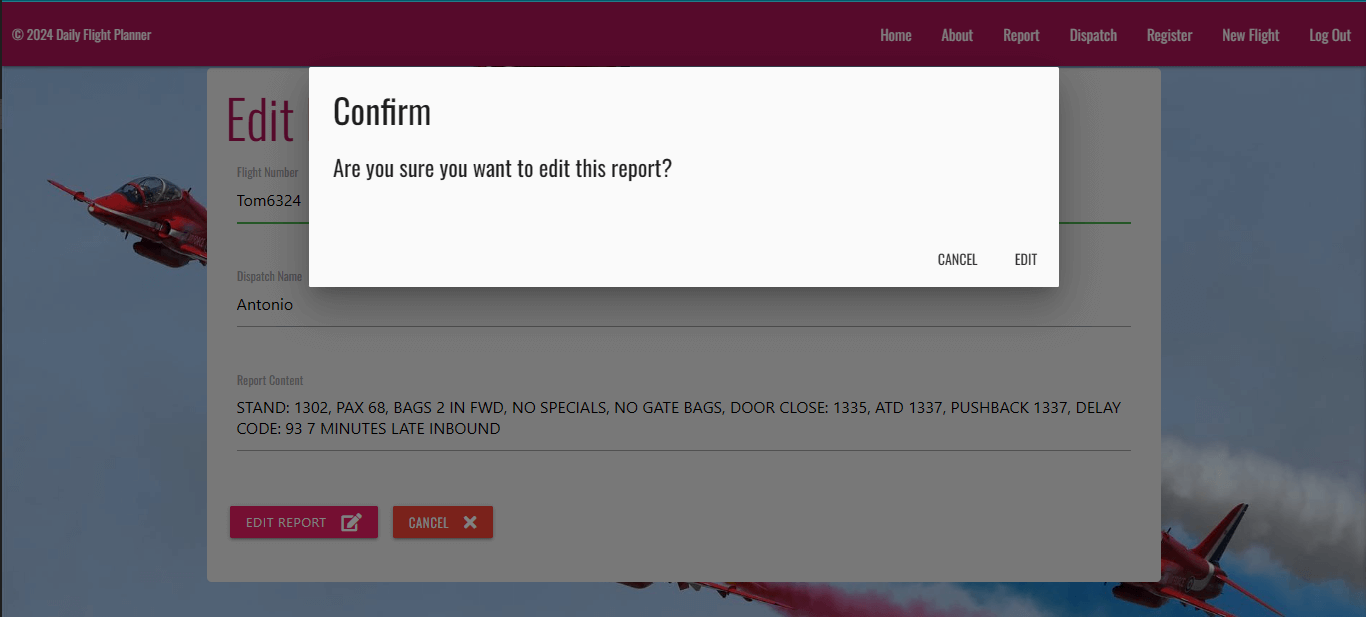 © 2024 Daily Flight Planner
Home About Report Dispatch Register New Flight Log Out
Edit
Confirm
Are you sure you want to edit this report?
CANCEL EDIT
Flight Number
Tom6324
Dispatch Name
Antonio
Report Content
STAND: 1302, PAX 68, BAGS 2 IN FWD, NO SPECIALS, NO GATE BAGS, DOOR CLOSE: 1335, ATD 1337, PUSHBACK 1337, DELAY
CODE: 93 7 MINUTES LATE INBOUND
EDIT REPORT CANCEL